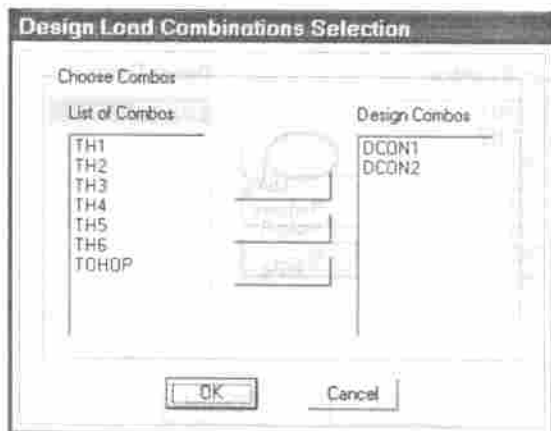 Design Load Combinations Selection
Choose Combos
List of Combos
TH1
TH2
TH3
TH4
TH5
TH6
TOHOP
Design Combos
DCON1
DCON2
OK
Cancel